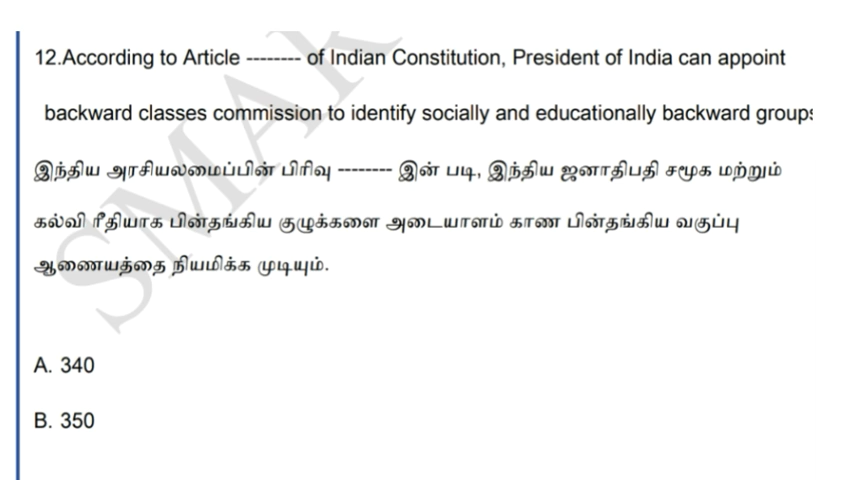 12.According to Article -------- of Indian Constitution, President of India can appoint
backward classes commission to identify socially and educationally backward groups
இந்திய அரசியலமைப்பின் பிரிவு -------- இன் படி, இந்திய ஜனாதிபதி சமூக மற்றும்
கல்வி ரீதியாக பின்தங்கிய குழுக்களை அடையாளம் காண பின்தங்கிய வகுப்பு
ஆணையத்தை நியமிக்க முடியும்.
A. 340
B. 350
SMAR